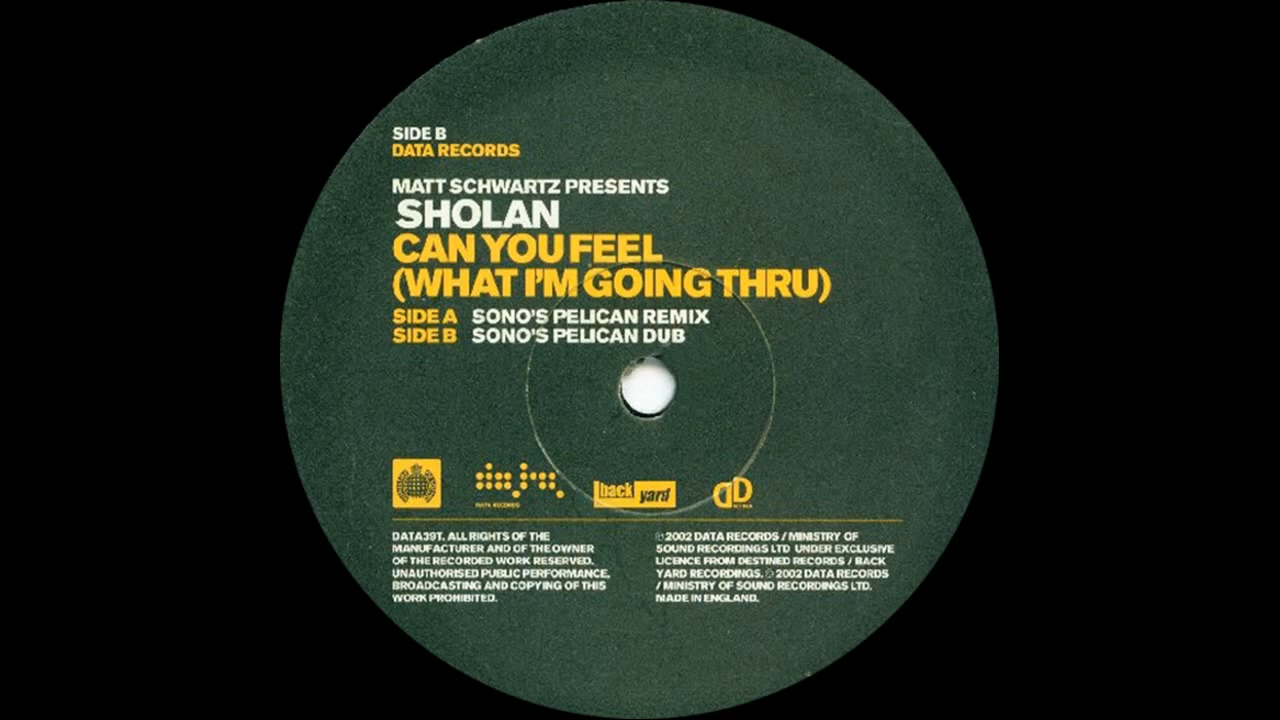 SIDE B
DATA RECORDS
MATT SCHWARTZ PRESENTS
SHOLAN
CAN YOU FEEL
(WHAT I'M GOING THRU)
SIDE A SONO'S PELICAN REMIX
SIDE B SONO'S PELICAN DUB
DATA RECORDS
back yard
DATA39T. ALL RIGHTS OF THE
MANUFACTURER AND OF THE OWNER
OF THE RECORDED WORK RESERVED.
UNAUTHORISED PUBLIC PERFORMANCE,
BROADCASTING AND COPYING OF THIS
WORK PROHIBITED.
℗ 2002 DATA RECORDS / MINISTRY OF
SOUND RECORDINGS LTD UNDER EXCLUSIVE
LICENCE FROM DESTINED RECORDS / BACK
YARD RECORDINGS. © 2002 DATA RECORDS
/ MINISTRY OF SOUND RECORDINGS LTD.
MADE IN ENGLAND.